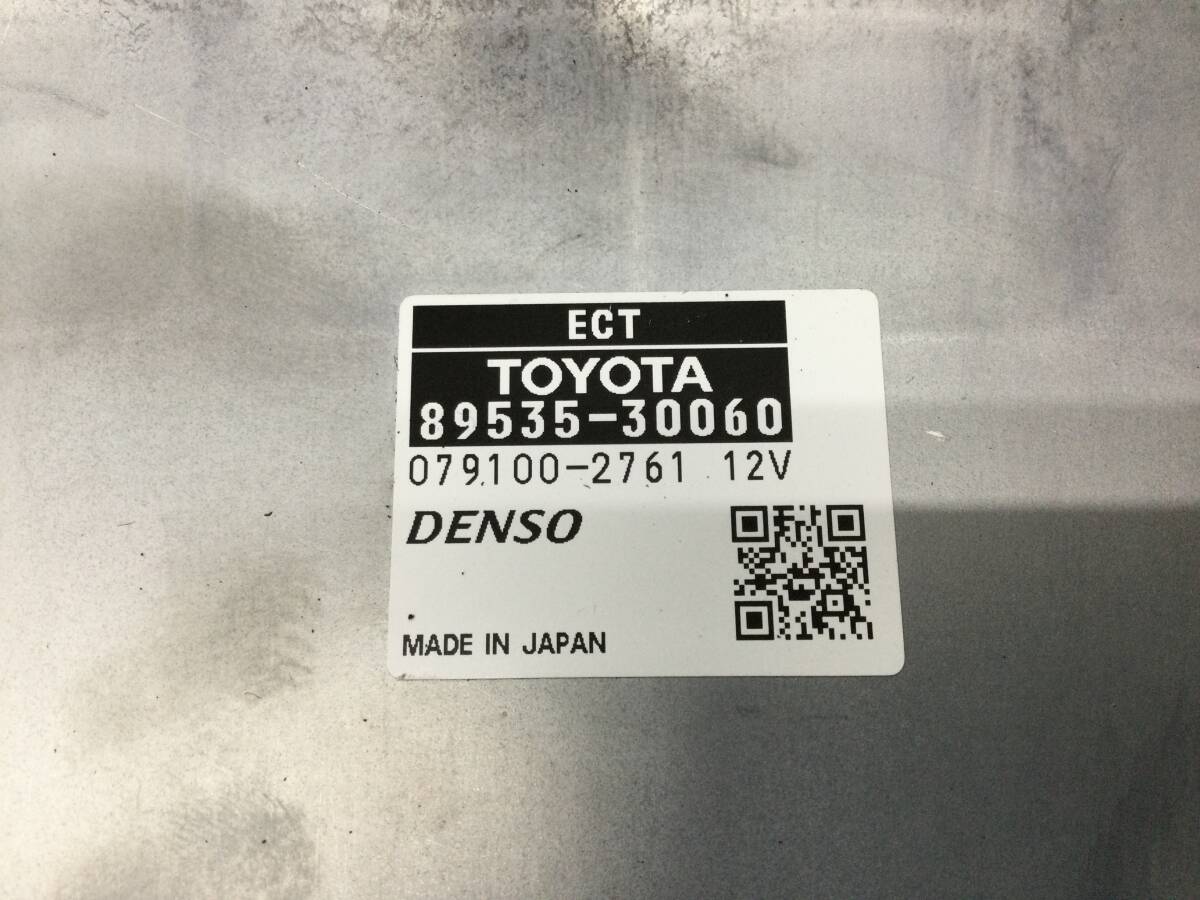 ECT
TOYOTA
89535-30060
079100-2761 12V
DENSO
MADE IN JAPAN